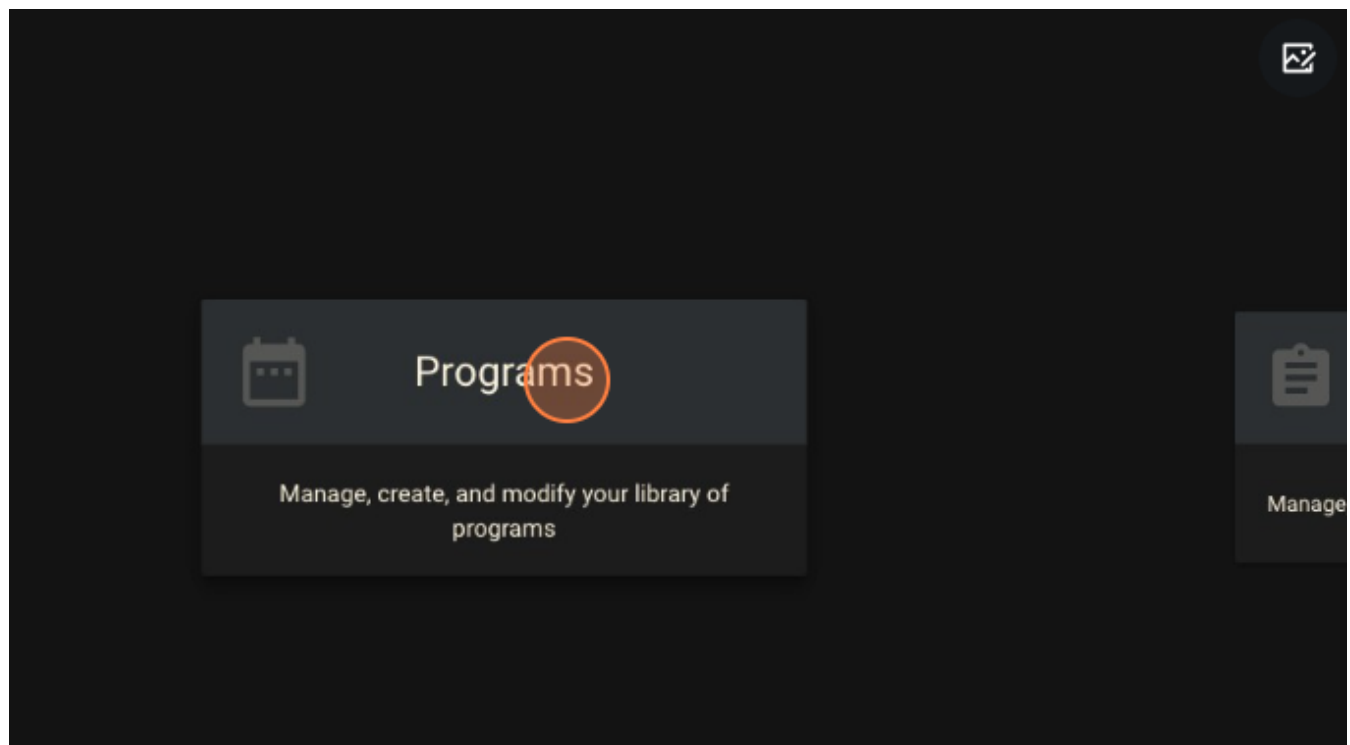 Programs
Manage, create, and modify your library of
programs
Manage